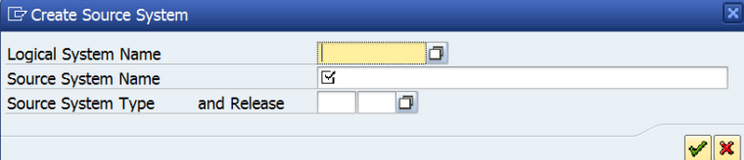 Create Source System
Logical System Name
Source System Name
Source System Type and Release